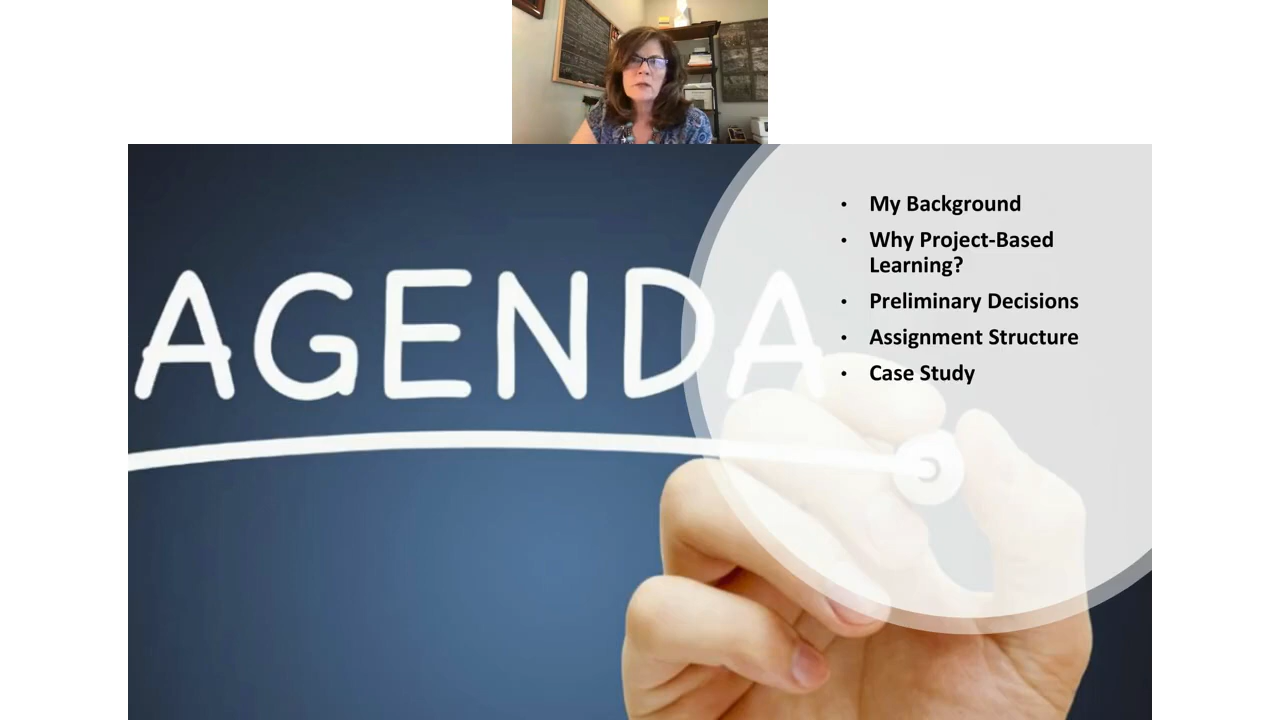 AGENDA
• My Background
• Why Project-Based
Learning?
• Preliminary Decisions
• Assignment Structure
• Case Study